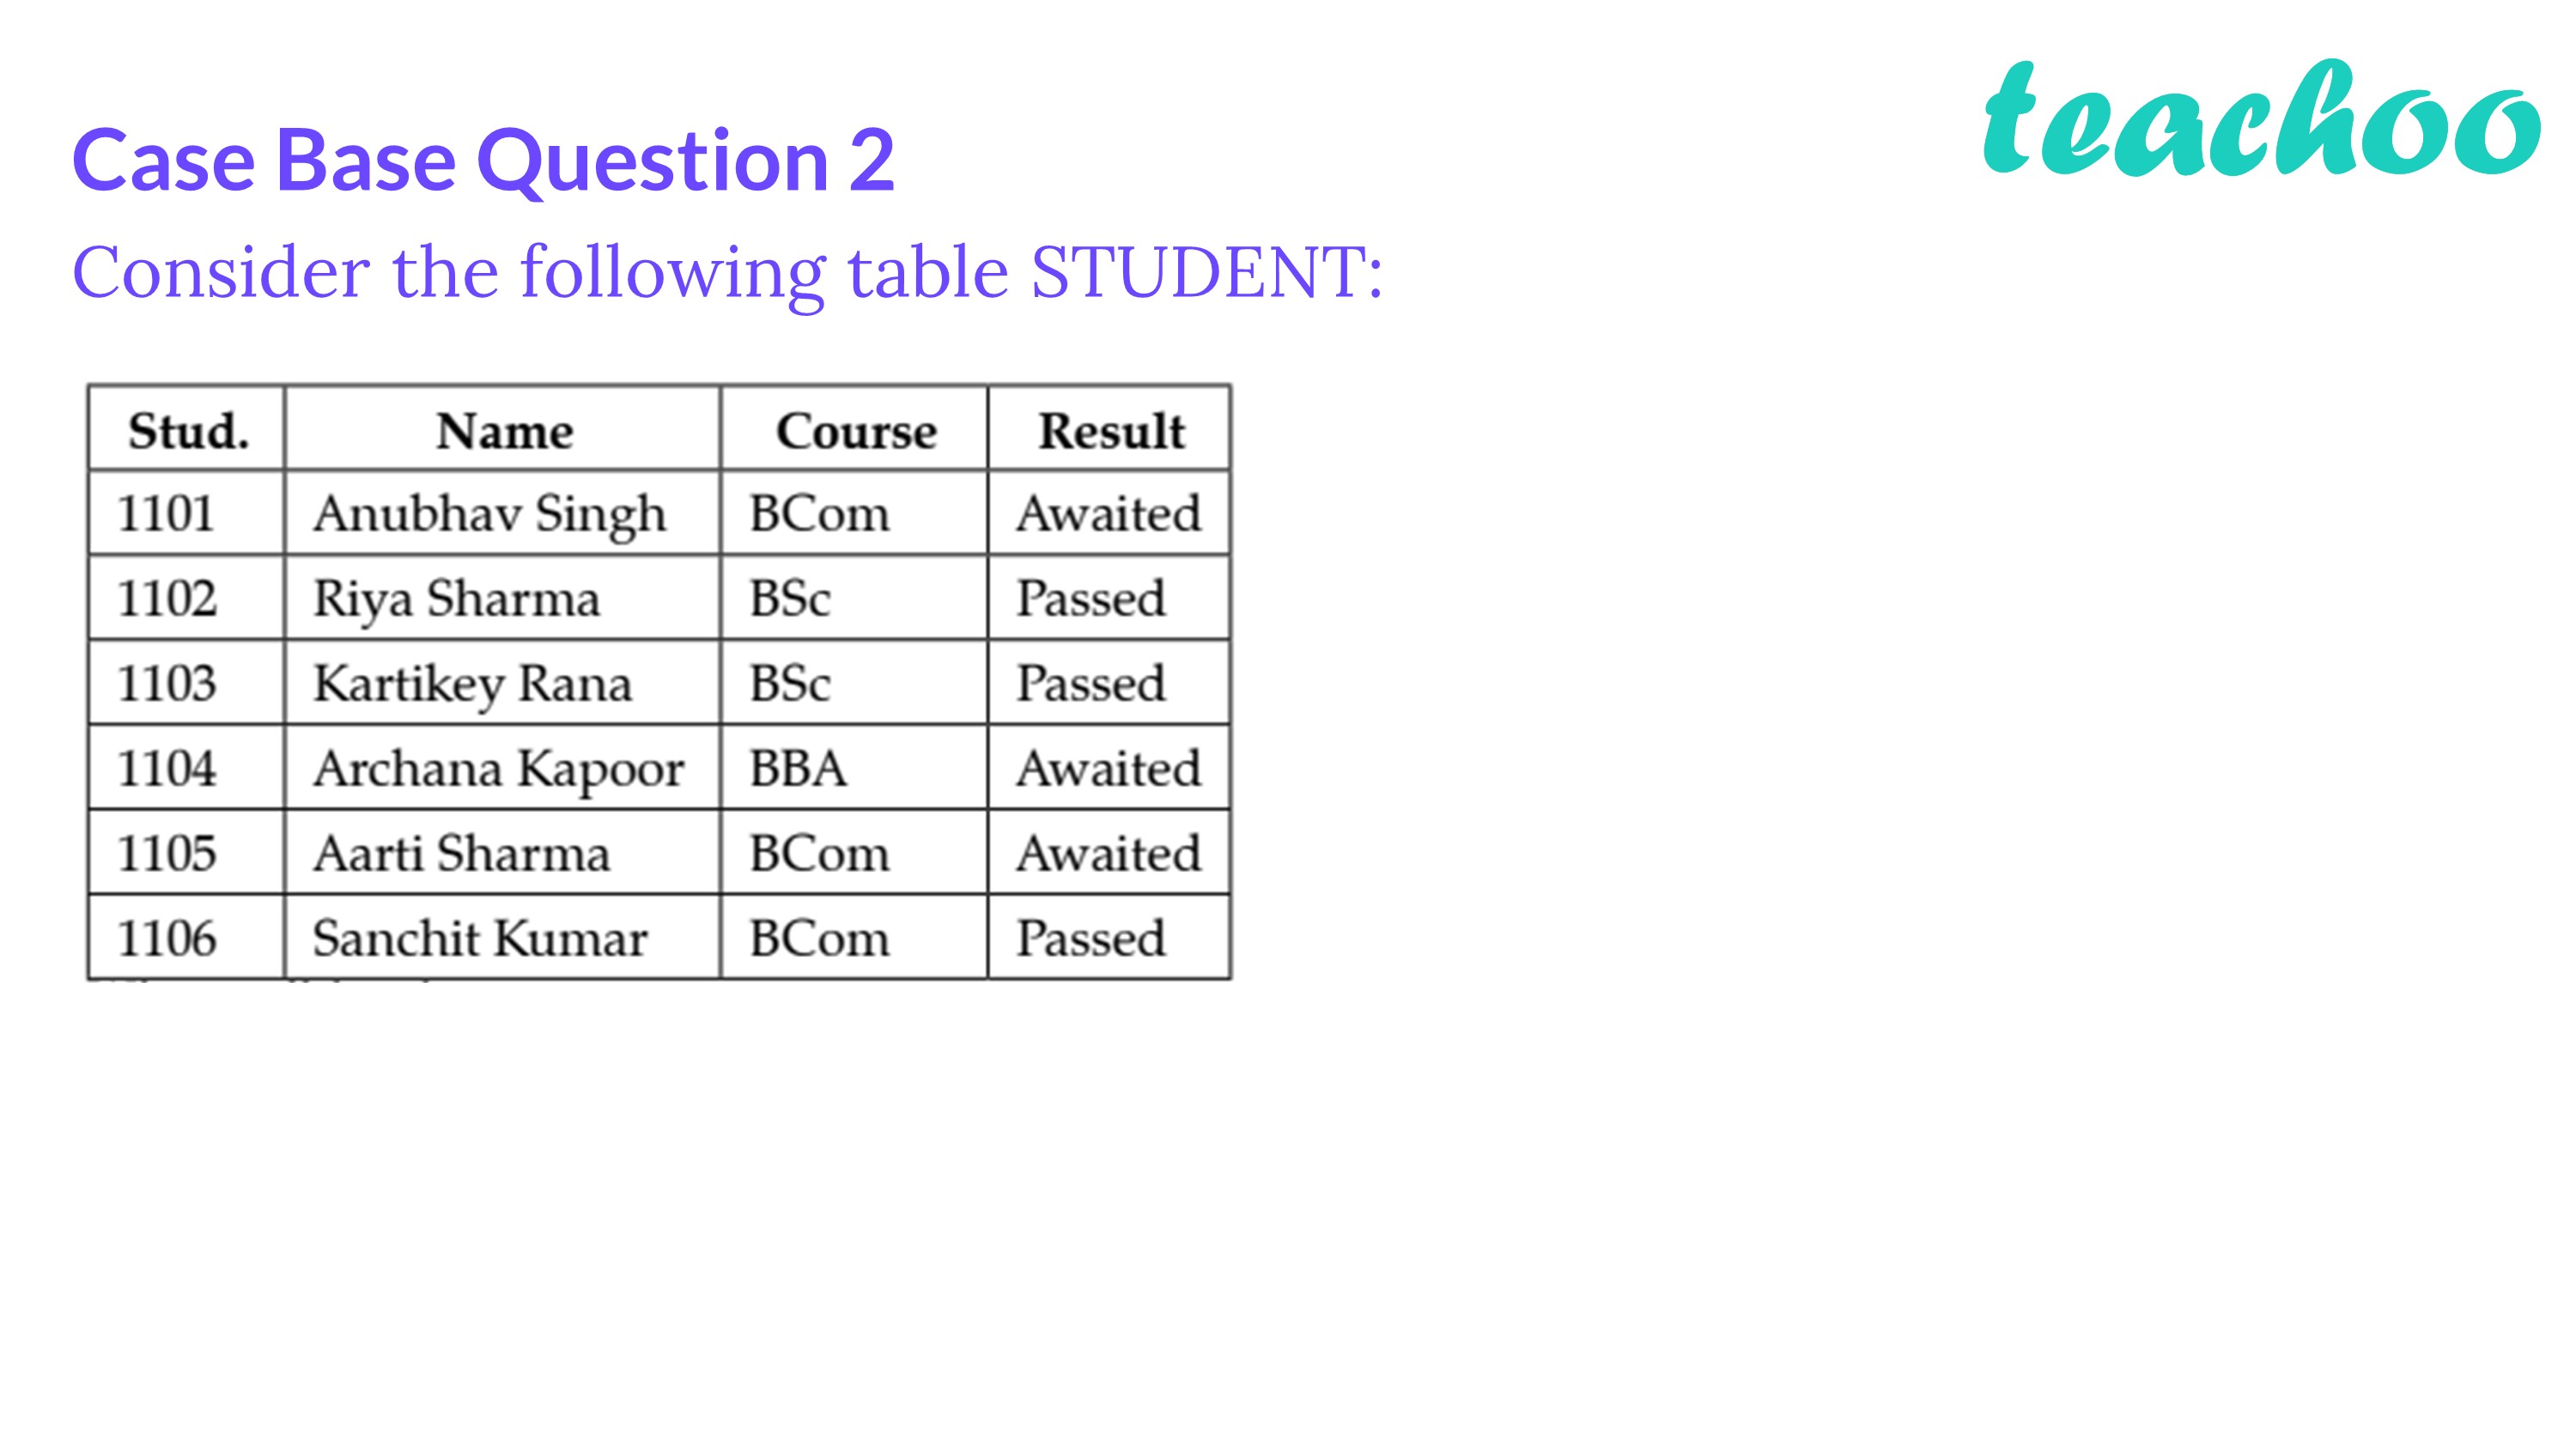 teachoo
Case Base Question 2
Consider the following table STUDENT:
Stud. Name Course Result
1101 Anubhav Singh BCom Awaited
1102 Riya Sharma BSc Passed
1103 Kartikey Rana BSc Passed
1104 Archana Kapoor BBA Awaited
1105 Aarti Sharma BCom Awaited
1106 Sanchit Kumar BCom Passed